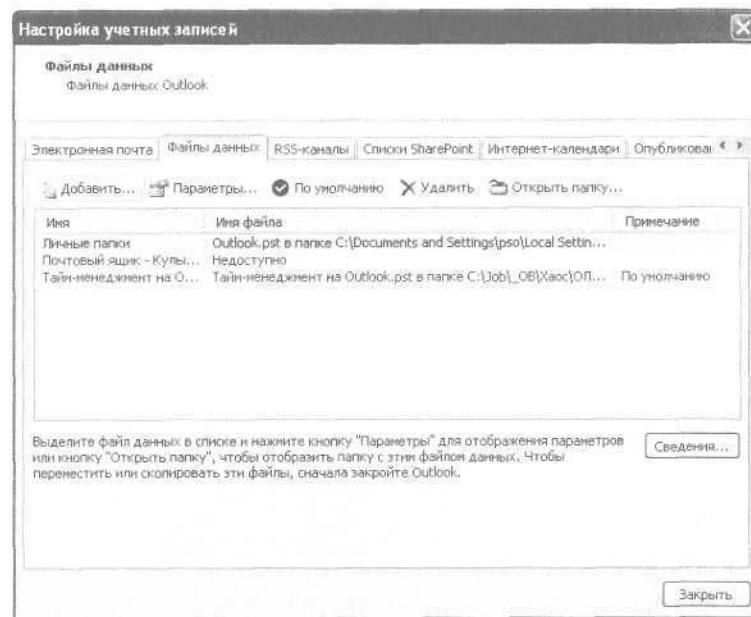 Настройка учетных записей
Файлы данных
Файлы данных Outlook
Электронная почта Файлы данных RSS-каналы Списки SharePoint Интернет-календари Опубликован
Добавить... Параметры... По умолчанию Удалить Открыть папку...
Имя Имя файла Примечание
Личные папки Outlook.pst в папке C:\Documents and Settings\pso\Local Settin...
Почтовый ящик - Кулы... Недоступно
Тайм-менеджмент на O... Тайм-менеджмент на Outlook.pst в папке C:\Job\_ОВ\Хаос\ОЛ... По умолчанию
Выделите файл данных в списке и нажмите кнопку "Параметры" для отображения параметров
или кнопку "Открыть папку", чтобы отобразить папку с этим файлом данных. Чтобы
переместить или скопировать эти файлы, сначала закройте Outlook.
Сведения...
Закрыть